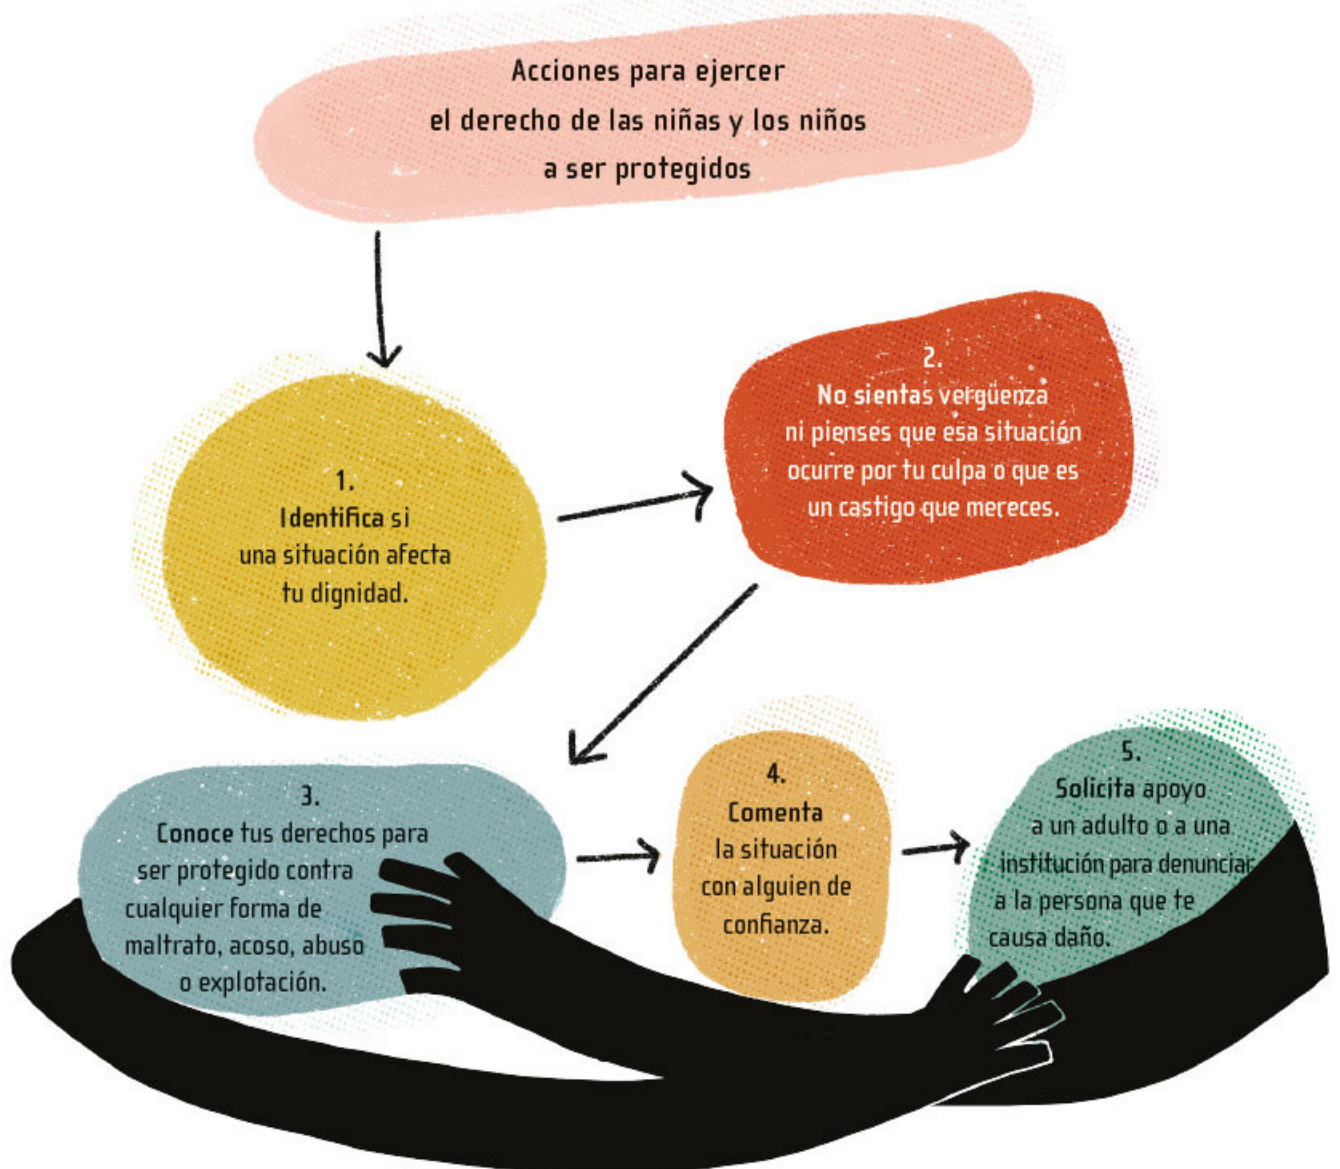 Acciones para ejercer
el derecho de las niñas y los niños
a ser protegidos
1.
Identifica si
una situación afecta
tu dignidad.
2.
No sientas vergüenza
ni pienses que esa situación
ocurre por tu culpa o que es
un castigo que mereces.
3.
Conoce tus derechos para
ser protegido contra
cualquier forma de
maltrato, acoso, abuso
o explotación.
4.
Comenta
la situación
con alguien de
confianza.
5.
Solicita apoyo
a un adulto o a una
institución para denunciar
a la persona que te
causa daño.